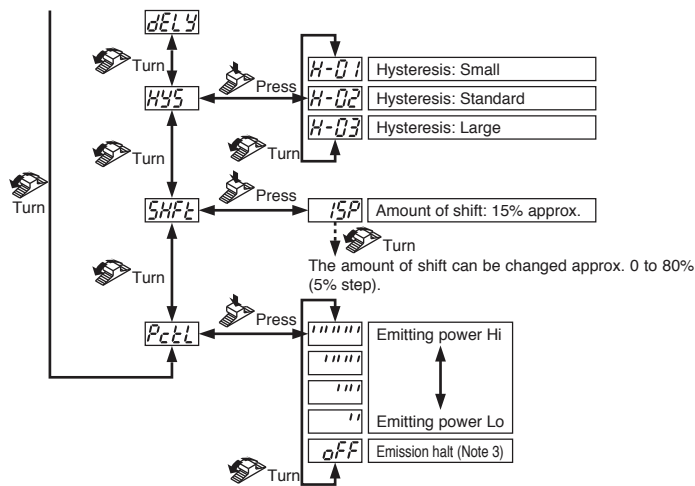 dELY
Turn
Press
H-01 Hysteresis: Small
HYS
H-02 Hysteresis: Standard
H-03 Hysteresis: Large
Turn
Turn
Turn
Press
SHFt
15P Amount of shift: 15% approx.
Turn
The amount of shift can be changed approx. 0 to 80%
(5% step).
Turn
Press
PctL
Emitting power Hi
Emitting power Lo
oFF Emission halt (Note 3)
Turn